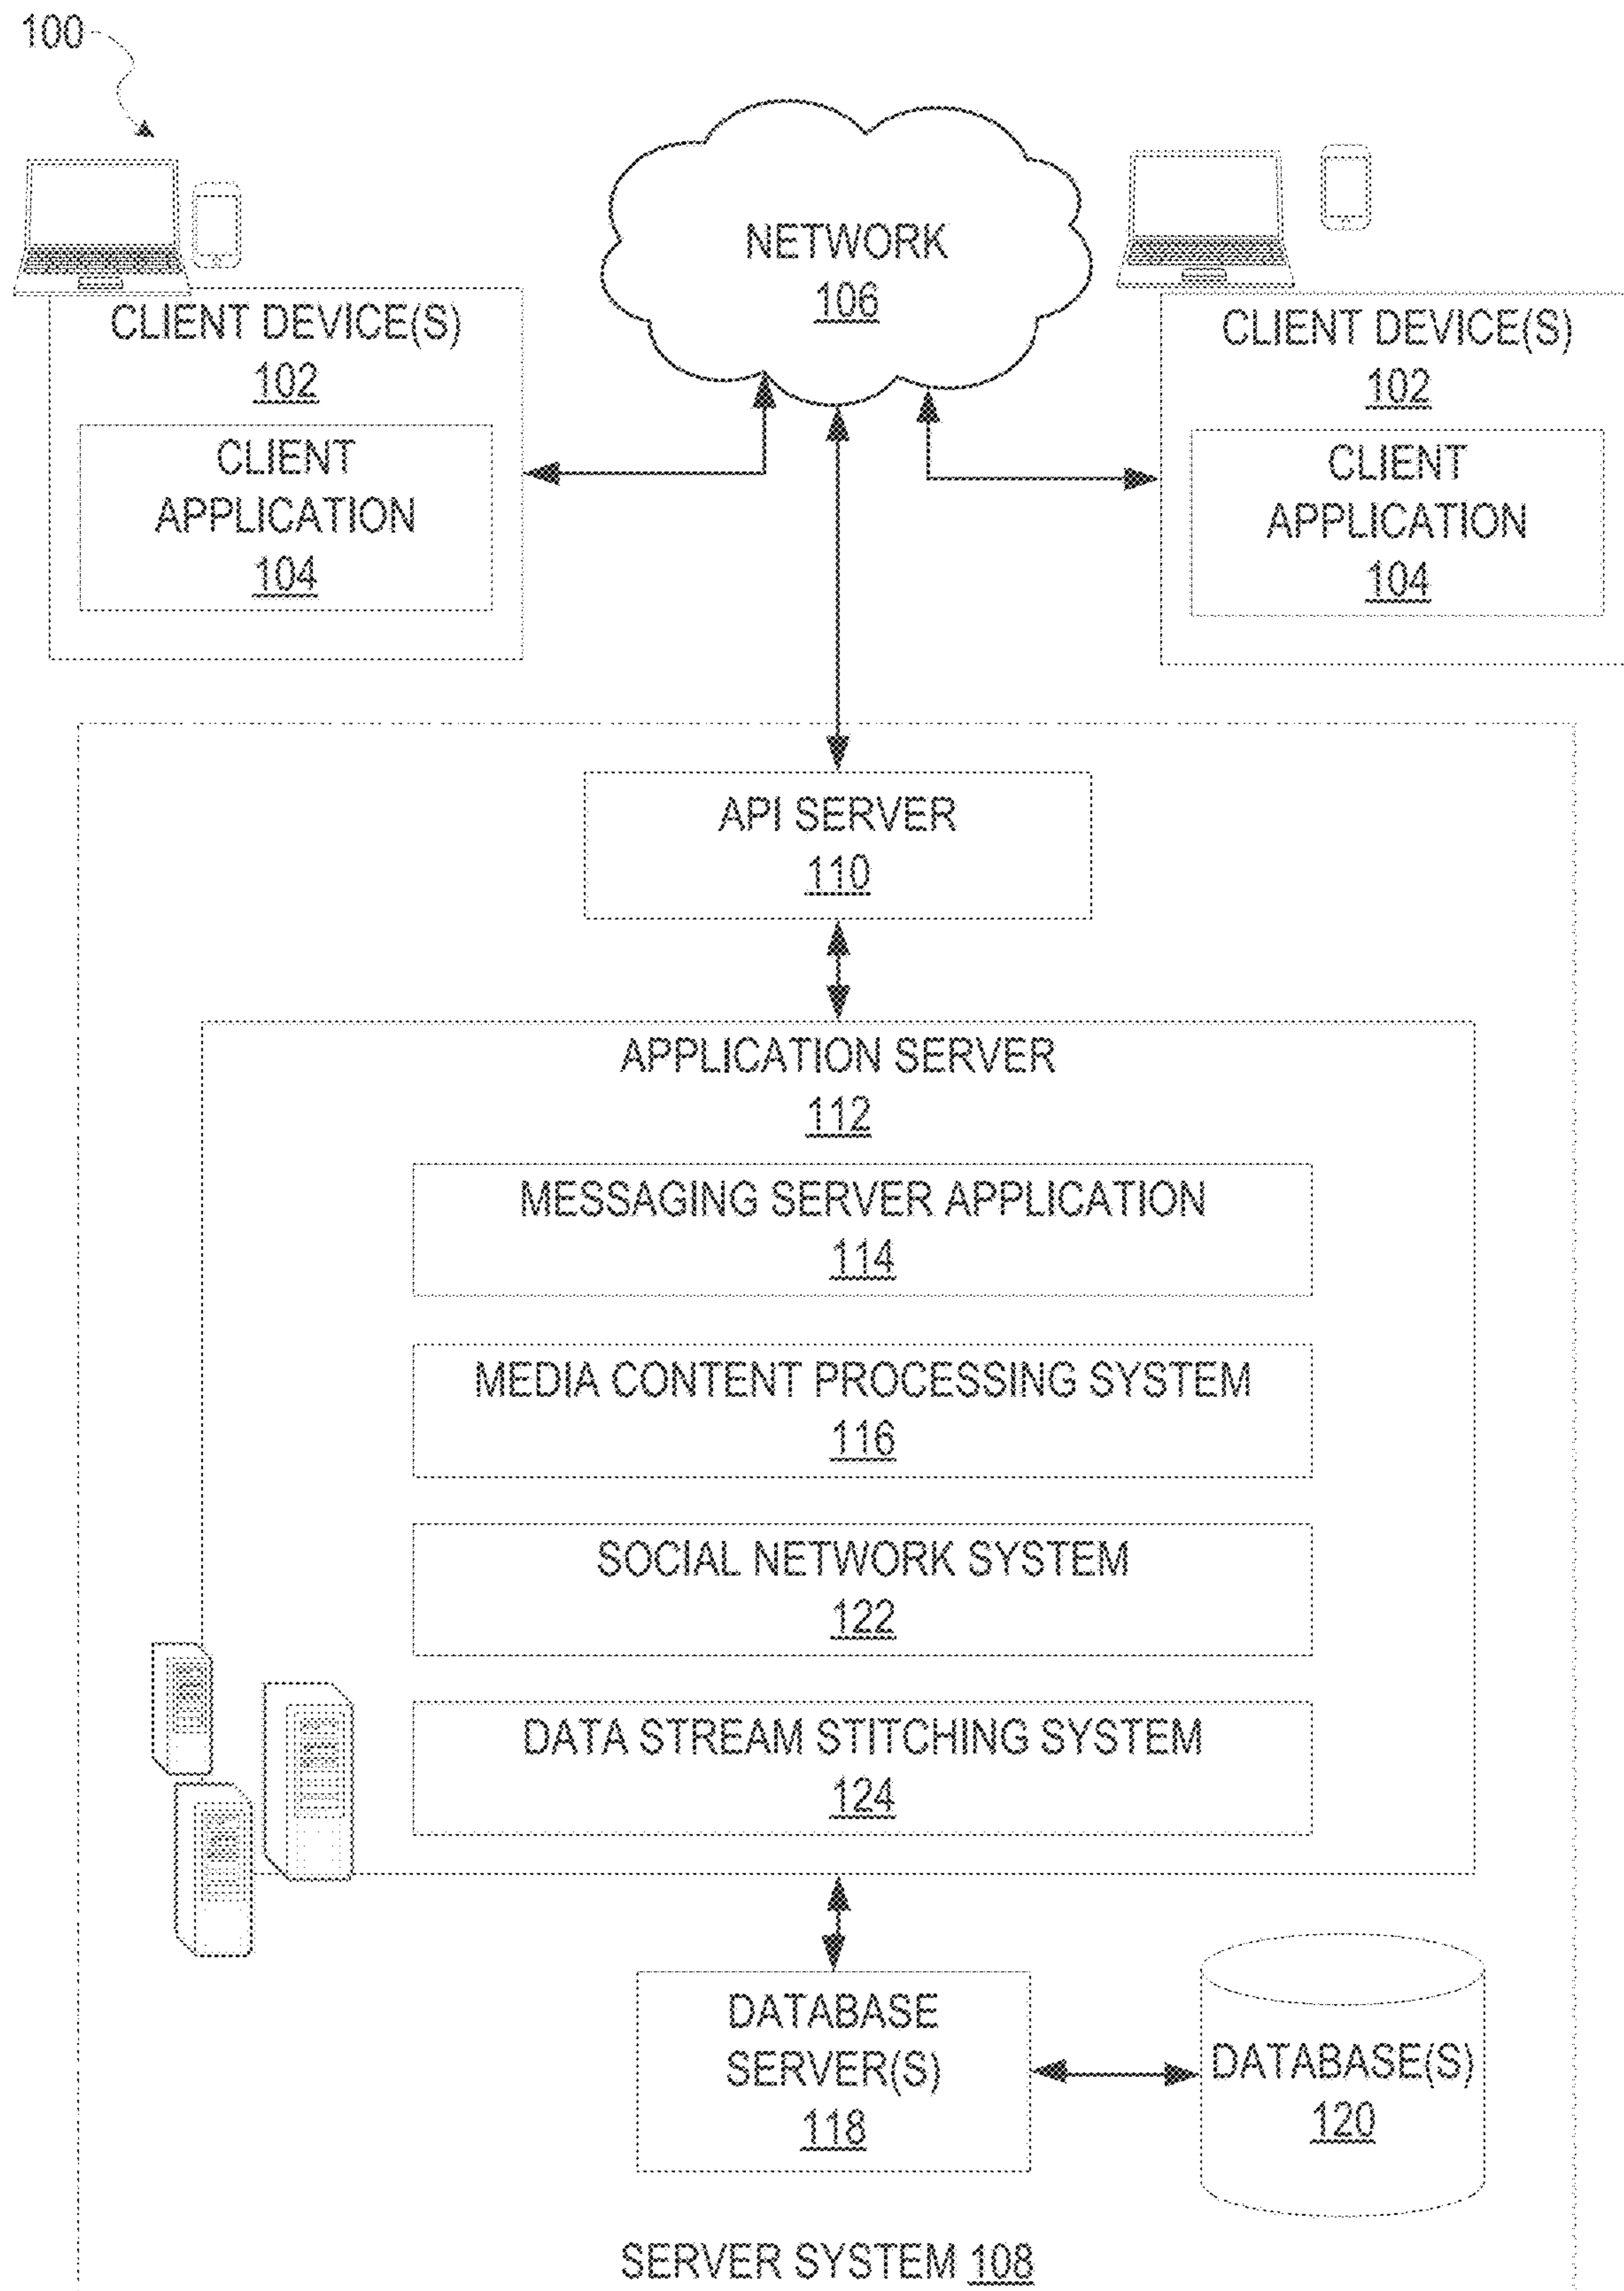 100
NETWORK
106
CLIENT DEVICE(S)
102
CLIENT
APPLICATION
104
CLIENT DEVICE(S)
102
CLIENT
APPLICATION
104
API SERVER
110
APPLICATION SERVER
112
MESSAGING SERVER APPLICATION
114
MEDIA CONTENT PROCESSING SYSTEM
116
SOCIAL NETWORK SYSTEM
122
DATA STREAM STITCHING SYSTEM
124
DATABASE
SERVER(S)
118
DATABASE(S)
120
SERVER SYSTEM 108